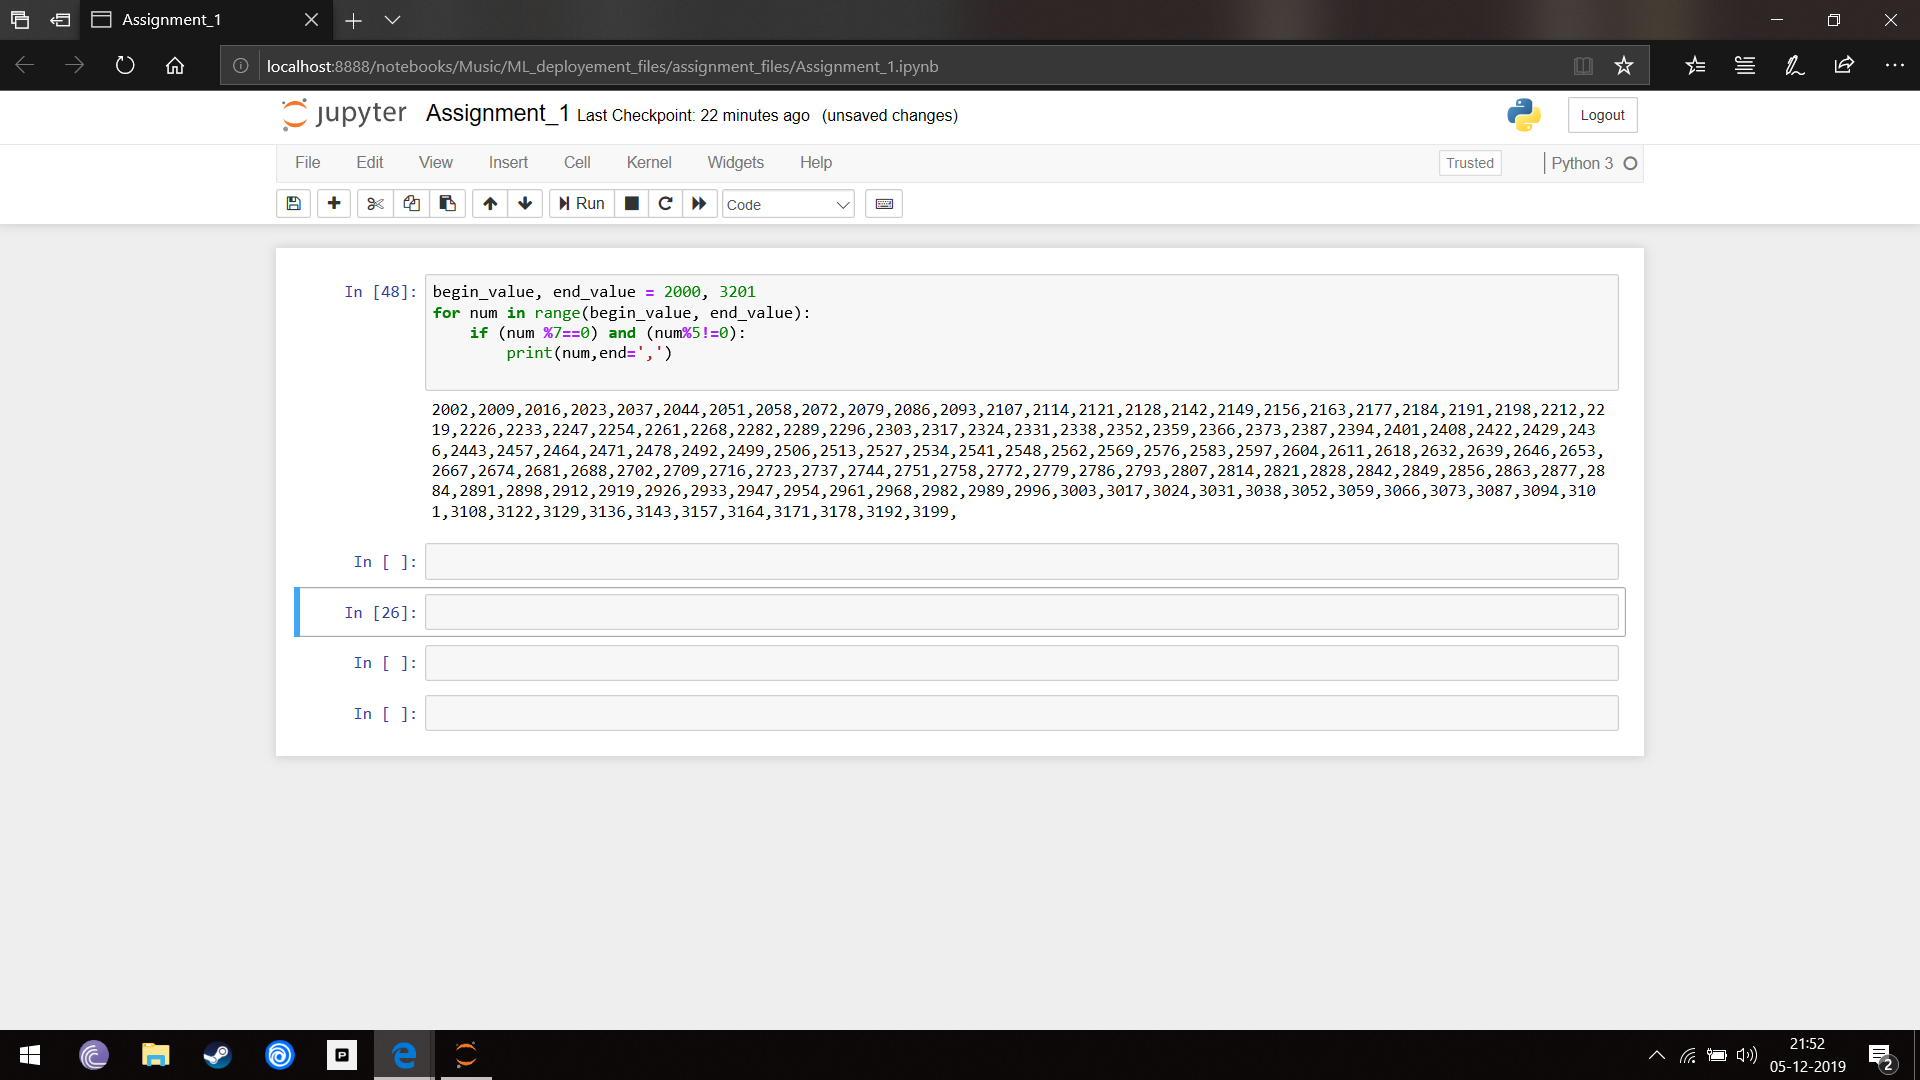 Assignment_1
localhost:8888/notebooks/Music/ML_deployement_files/assignment_files/Assignment_1.ipynb
jupyter Assignment_1 Last Checkpoint: 22 minutes ago (unsaved changes)
Logout
File Edit View Insert Cell Kernel Widgets Help
Trusted
Python 3
Run
Code
In [48]: begin_value, end_value = 2000, 3201
for num in range(begin_value, end_value):
    if (num %7==0) and (num%5!=0):
        print(num,end=',')
2002,2009,2016,2023,2037,2044,2051,2058,2072,2079,2086,2093,2107,2114,2121,2128,2142,2149,2156,2163,2177,2184,2191,2198,2212,22
19,2226,2233,2247,2254,2261,2268,2282,2289,2296,2303,2317,2324,2331,2338,2352,2359,2366,2373,2387,2394,2401,2408,2422,2429,243
6,2443,2457,2464,2471,2478,2492,2499,2506,2513,2527,2534,2541,2548,2562,2569,2576,2583,2597,2604,2611,2618,2632,2639,2646,2653,
2667,2674,2681,2688,2702,2709,2716,2723,2737,2744,2751,2758,2772,2779,2786,2793,2807,2814,2821,2828,2842,2849,2856,2863,2877,28
84,2891,2898,2912,2919,2926,2933,2947,2954,2961,2968,2982,2989,2996,3003,3017,3024,3031,3038,3052,3059,3066,3073,3087,3094,310
1,3108,3122,3129,3136,3143,3157,3164,3171,3178,3192,3199,
In [ ]:
In [26]:
In [ ]:
In [ ]:
P
21:52
05-12-2019
2